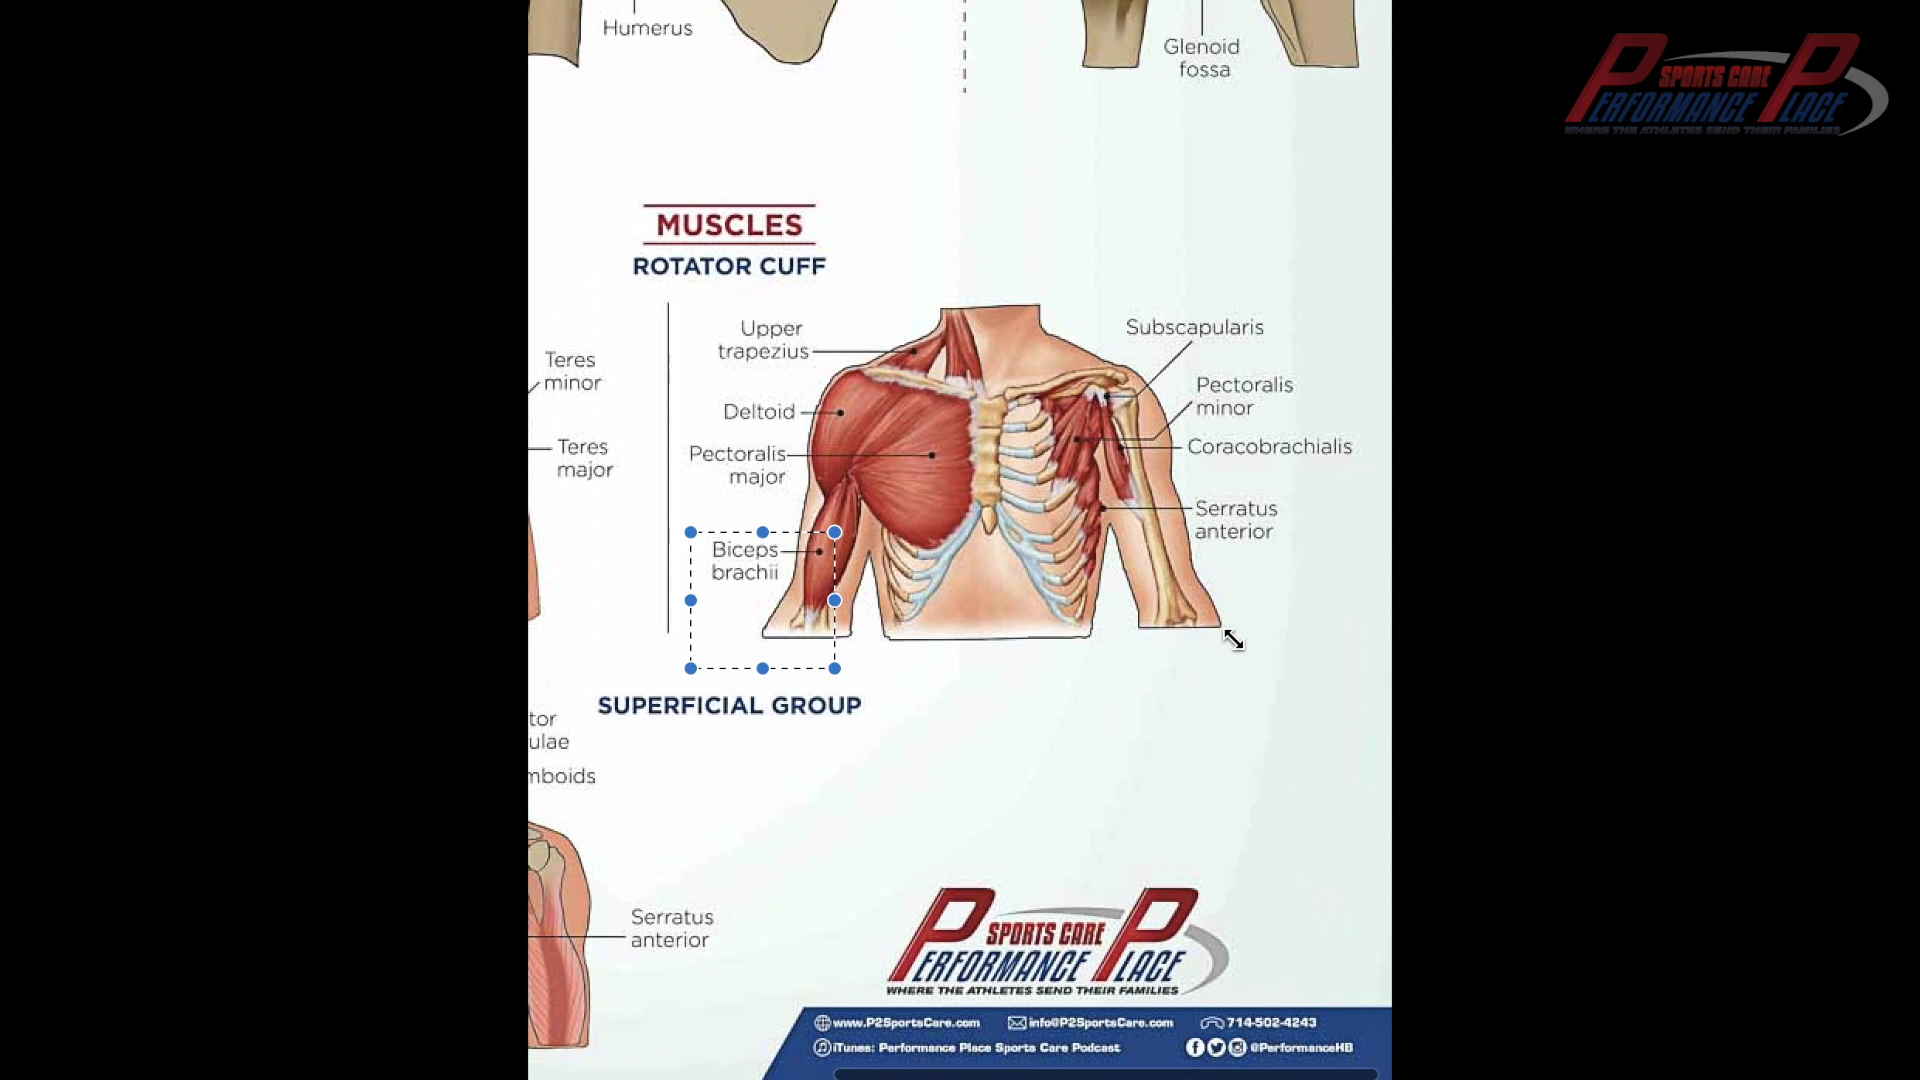 Humerus
Glenoid
fossa
PERFORMANCE PLACE
SPORTS CARE
WHERE THE ATHLETES SEND THEIR FAMILIES
MUSCLES
ROTATOR CUFF
Upper
trapezius
Deltoid
Pectoralis
major
Biceps
brachii
Subscapularis
Pectoralis
minor
Coracobrachialis
Serratus
anterior
Teres
minor
Teres
major
SUPERFICIAL GROUP
tor
ulae
mboids
Serratus
anterior
PERFORMANCE PLACE
SPORTS CARE
WHERE THE ATHLETES SEND THEIR FAMILIES
www.P2SportsCare.com info@P2SportsCare.com 714-502-4243
iTunes: Performance Place Sports Care Podcast @PerformanceHB